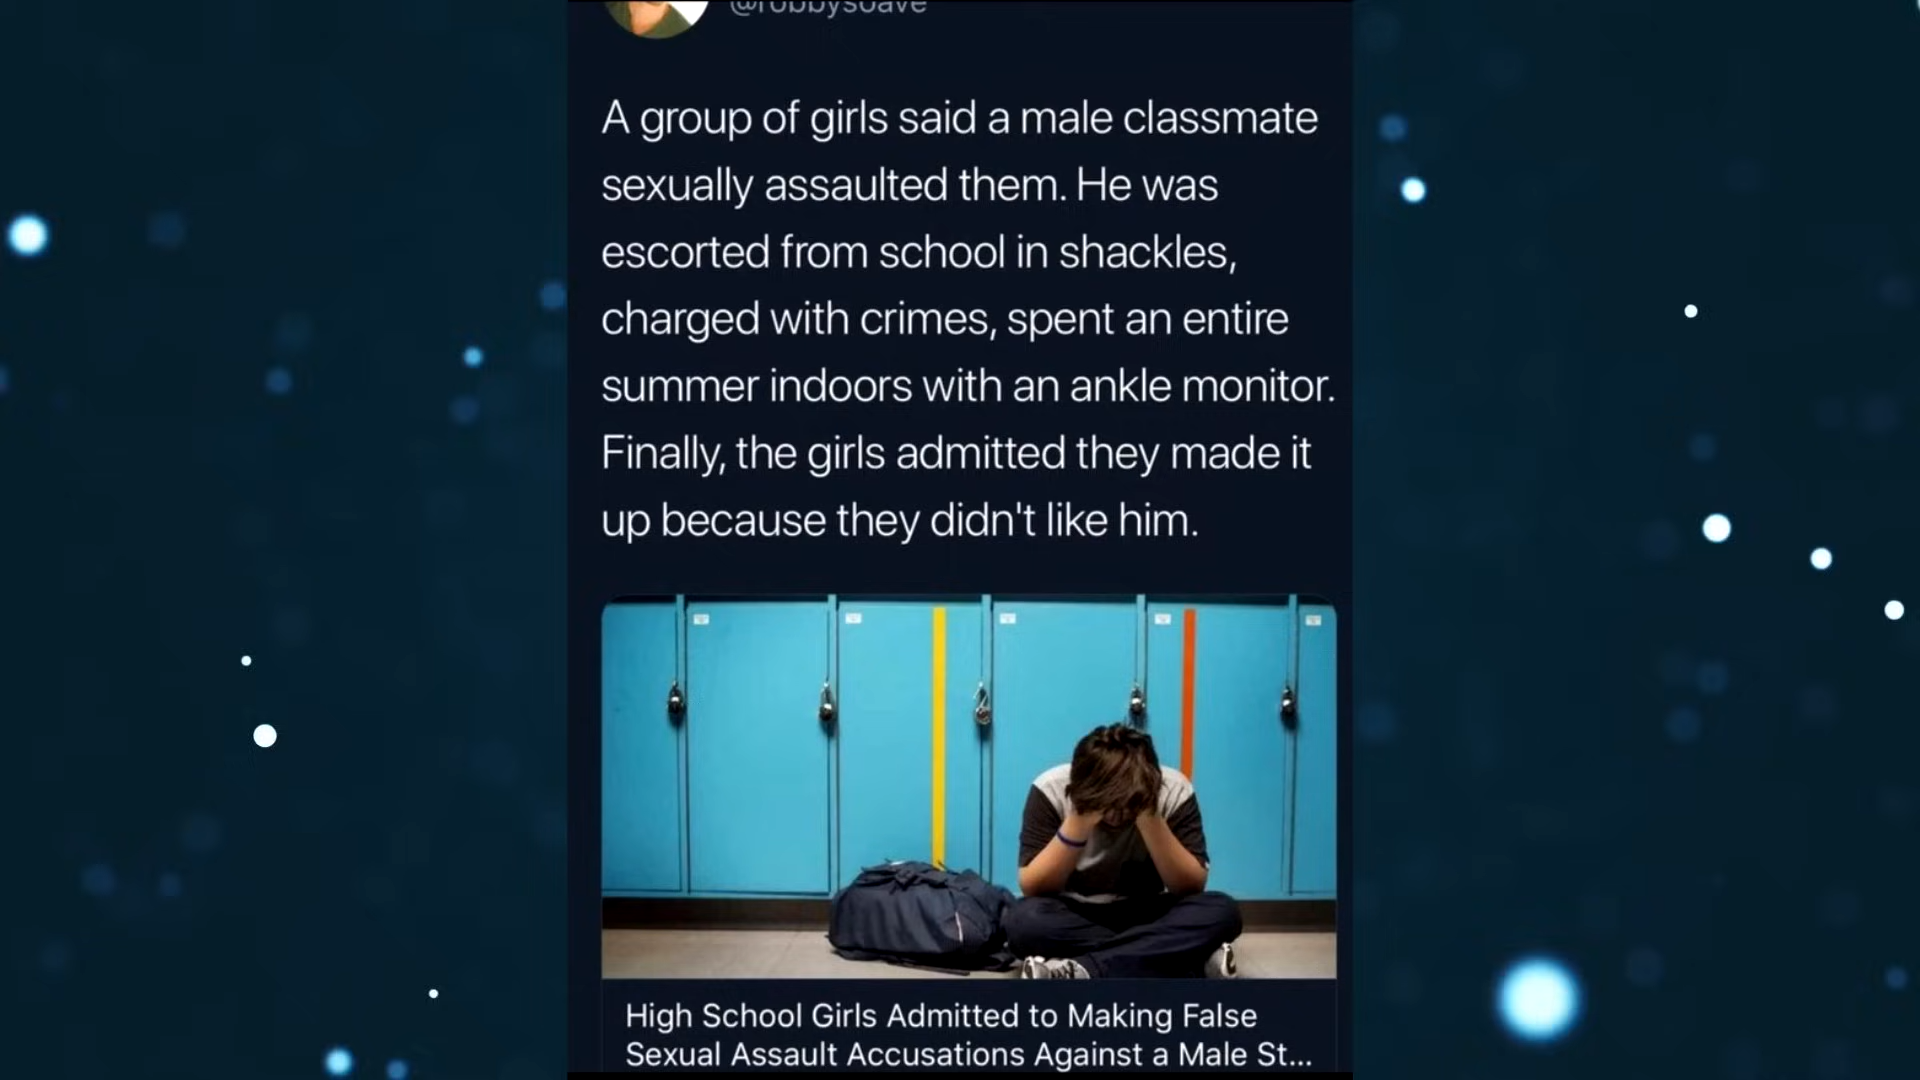 @robbysoave
A group of girls said a male classmate
sexually assaulted them. He was
escorted from school in shackles,
charged with crimes, spent an entire
summer indoors with an ankle monitor.
Finally, the girls admitted they made it
up because they didn't like him.
High School Girls Admitted to Making False
Sexual Assault Accusations Against a Male St...